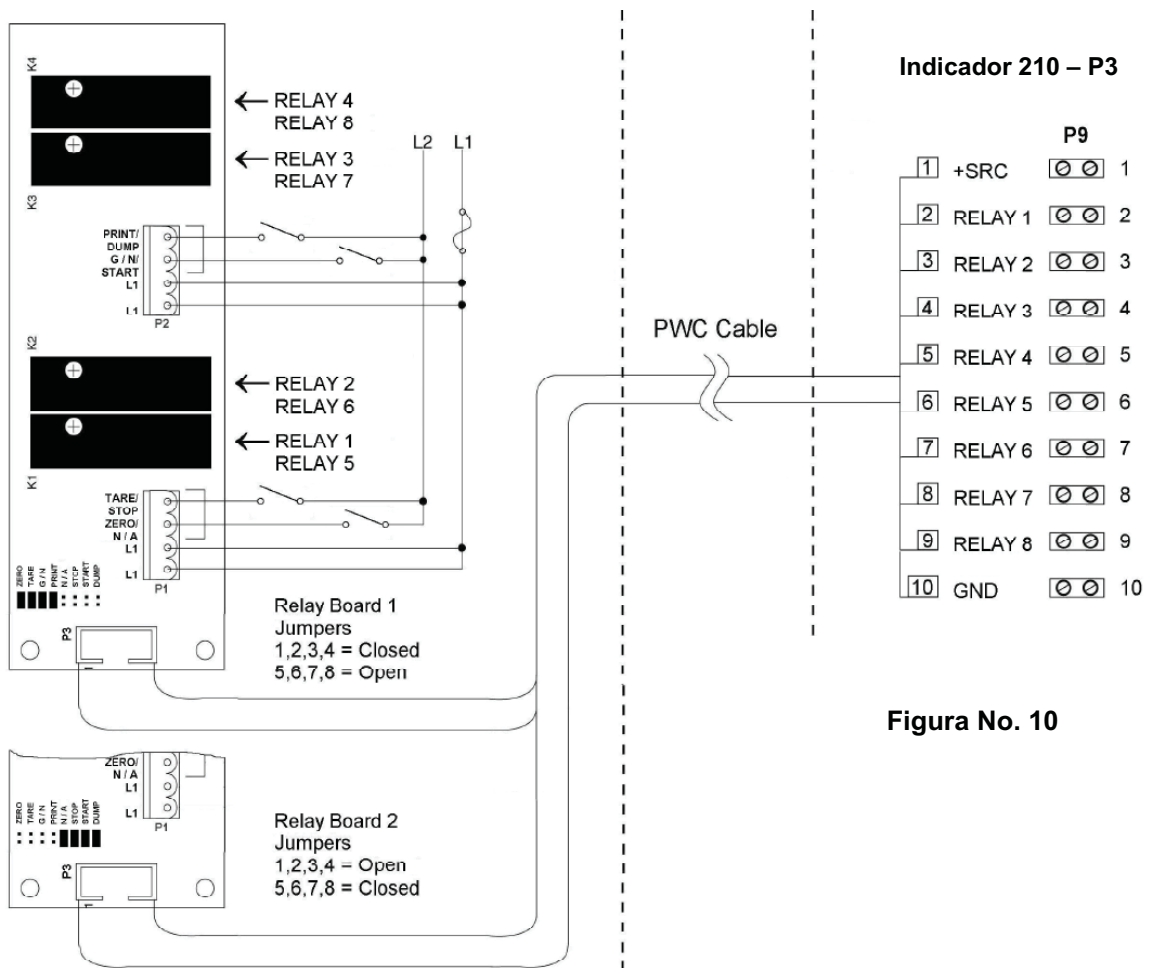 K4
RELAY 4
RELAY 8
K3
RELAY 3
RELAY 7
L2 L1
PRINT/
DUMP
G / N/
START
L1
L1
P2
K2
RELAY 2
RELAY 6
K1
RELAY 1
RELAY 5
TARE/
STOP
ZERO/
N / A
L1
L1
P1
ZERO
TARE
G / N
PRINT
N / A
STOP
START
DUMP
P3
1
Relay Board 1
Jumpers
1,2,3,4 = Closed
5,6,7,8 = Open
ZERO/
N / A
L1
L1
P1
ZERO
TARE
G / N
PRINT
N / A
STOP
START
DUMP
P3
1
Relay Board 2
Jumpers
1,2,3,4 = Open
5,6,7,8 = Closed
PWC Cable
Indicador 210 – P3
P9
1 +SRC 1
2 RELAY 1 2
3 RELAY 2 3
4 RELAY 3 4
5 RELAY 4 5
6 RELAY 5 6
7 RELAY 6 7
8 RELAY 7 8
9 RELAY 8 9
10 GND 10
Figura No. 10